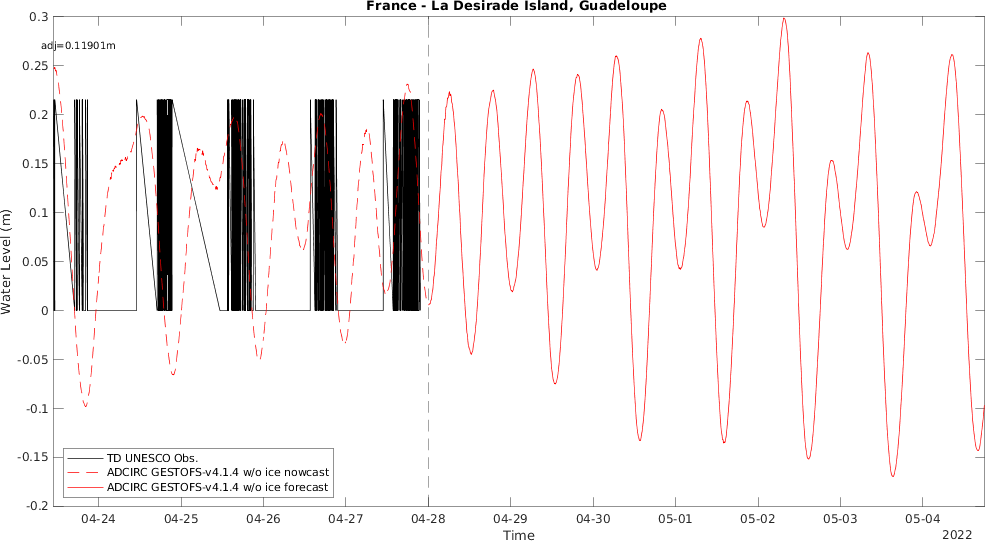 France - La Desirade Island, Guadeloupe
adj=0.11901m
0.3
0.25
0.2
0.15
0.1
0.05
0
-0.05
-0.1
-0.15
-0.2
Water Level (m)
TD UNESCO Obs.
ADCIRC GESTOFS-v4.1.4 w/o ice nowcast
ADCIRC GESTOFS-v4.1.4 w/o ice forecast
04-24 04-25 04-26 04-27 04-28 04-29 04-30 05-01 05-02 05-03 05-04
Time
2022